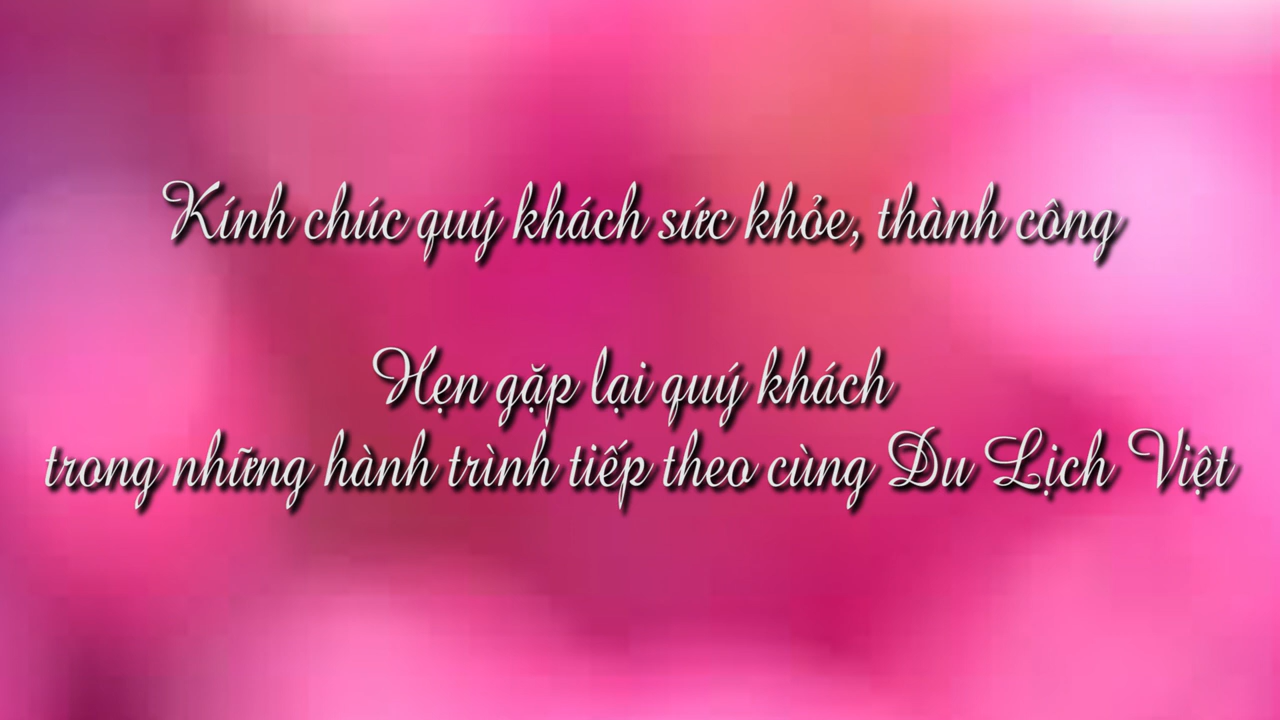 Kính chúc quý khách sức khỏe, thành công
Hẹn gặp lại quý khách
trong những hành trình tiếp theo cùng Du Lịch Việt